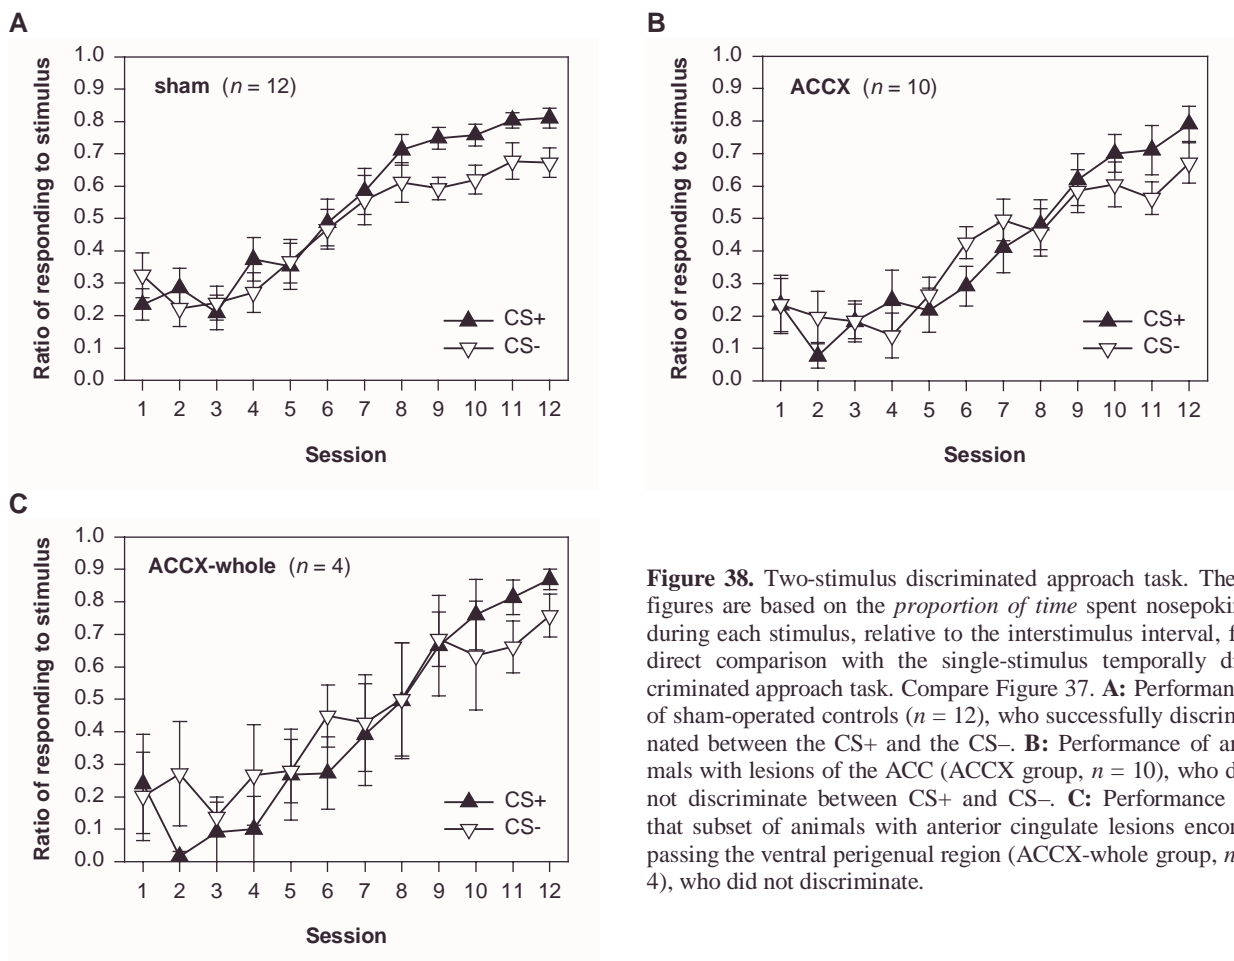 A
1.0
0.9
0.8
0.7
0.6
0.5
0.4
0.3
0.2
0.1
0.0
Ratio of responding to stimulus
sham (n = 12)
CS+
CS-
1 2 3 4 5 6 7 8 9 10 11 12
Session
B
1.0
0.9
0.8
0.7
0.6
0.5
0.4
0.3
0.2
0.1
0.0
Ratio of responding to stimulus
ACCX (n = 10)
CS+
CS-
1 2 3 4 5 6 7 8 9 10 11 12
Session
C
1.0
0.9
0.8
0.7
0.6
0.5
0.4
0.3
0.2
0.1
0.0
Ratio of responding to stimulus
ACCX-whole (n = 4)
CS+
CS-
1 2 3 4 5 6 7 8 9 10 11 12
Session
Figure 38. Two-stimulus discriminated approach task. The
figures are based on the proportion of time spent nosepokin
during each stimulus, relative to the interstimulus interval, f
direct comparison with the single-stimulus temporally di
criminated approach task. Compare Figure 37. A: Performanc
of sham-operated controls (n = 12), who successfully discrim
nated between the CS+ and the CS–. B: Performance of an
mals with lesions of the ACC (ACCX group, n = 10), who d
not discriminate between CS+ and CS–. C: Performance
that subset of animals with anterior cingulate lesions encom
passing the ventral perigenual region (ACCX-whole group, n
4), who did not discriminate.